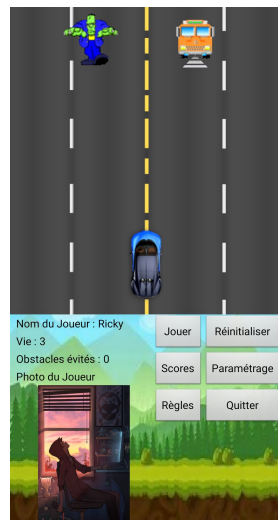 Nom du Joueur : Ricky
Vie : 3
Obstacles évités : 0
Photo du Joueur
Jouer
Réinitialiser
Scores
Paramétrage
Règles
Quitter